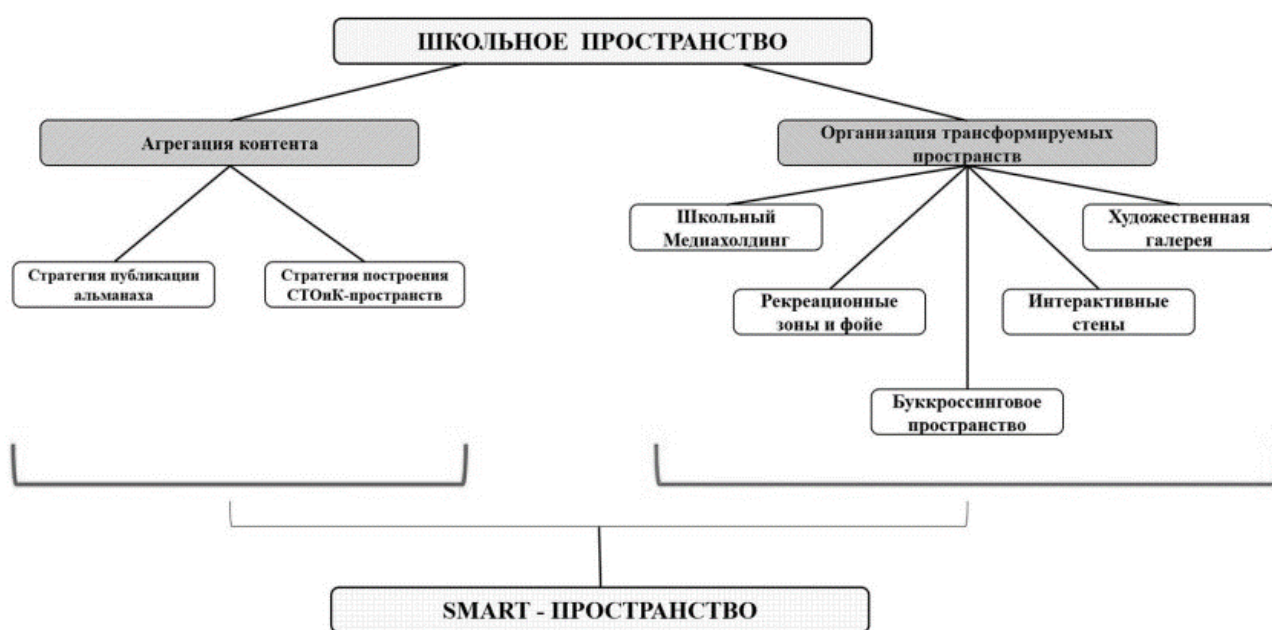 ШКОЛЬНОЕ ПРОСТРАНСТВО
Агрегация контента
Организация трансформируемых
пространств
Школьный
Медиахолдинг
Художественная
галерея
Стратегия публикации
альманаха
Стратегия построения
СТОиК-пространств
Рекреационные
зоны и фойе
Интерактивные
стены
Буккроссинговое
пространство
SMART - ПРОСТРАНСТВО